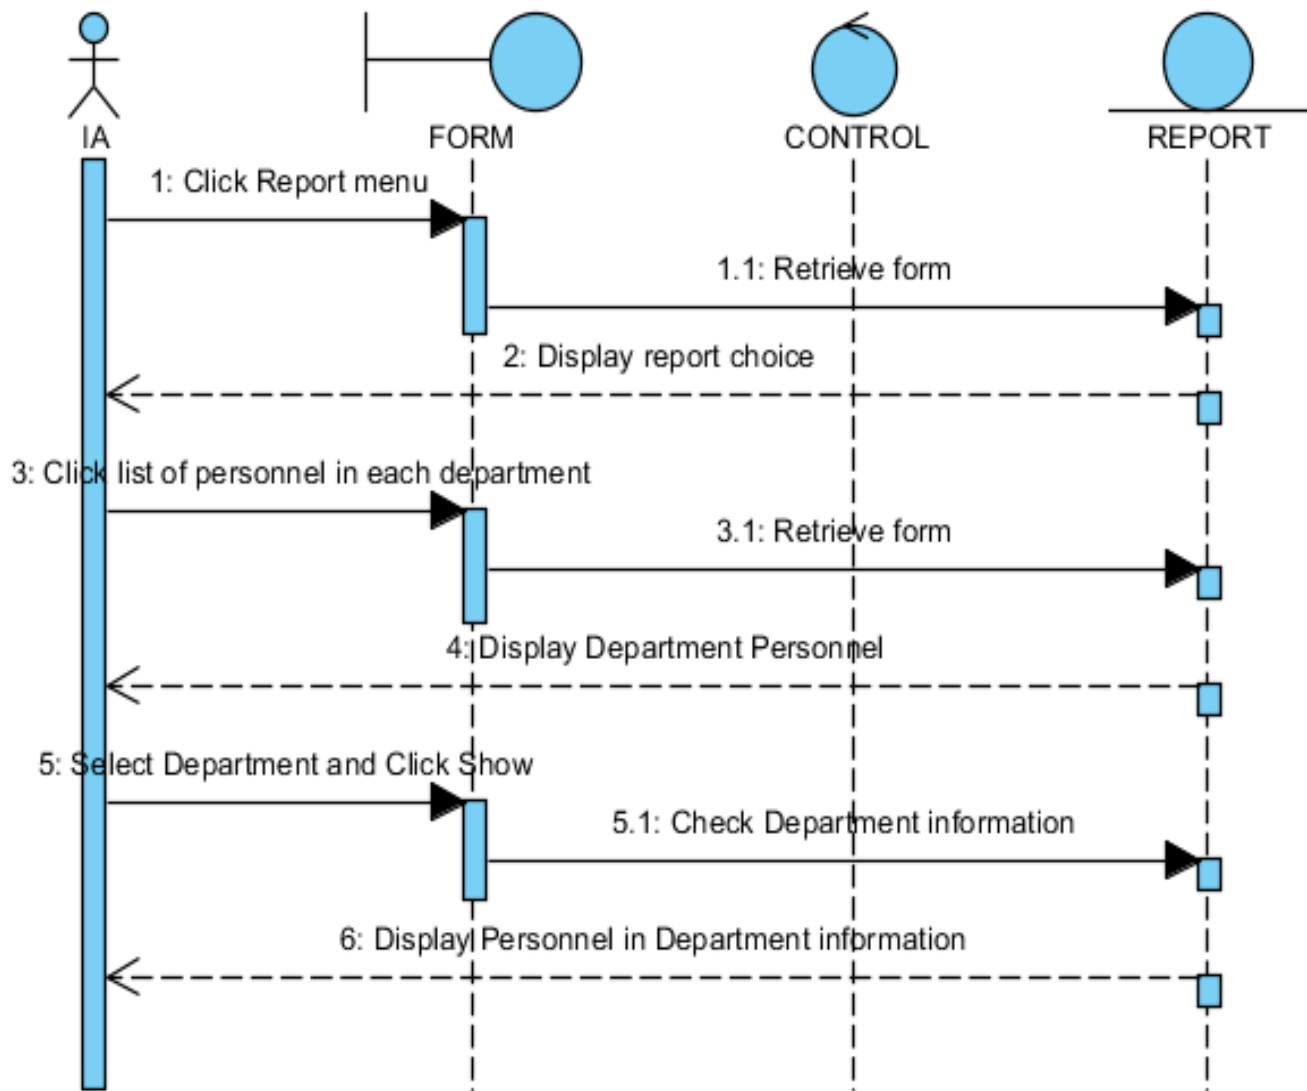 IA
FORM
CONTROL
REPORT
1: Click Report menu
1.1: Retrieve form
2: Display report choice
3: Click list of personnel in each department
3.1: Retrieve form
4: Display Department Personnel
5: Select Department and Click Show
5.1: Check Department information
6: Display Personnel in Department information